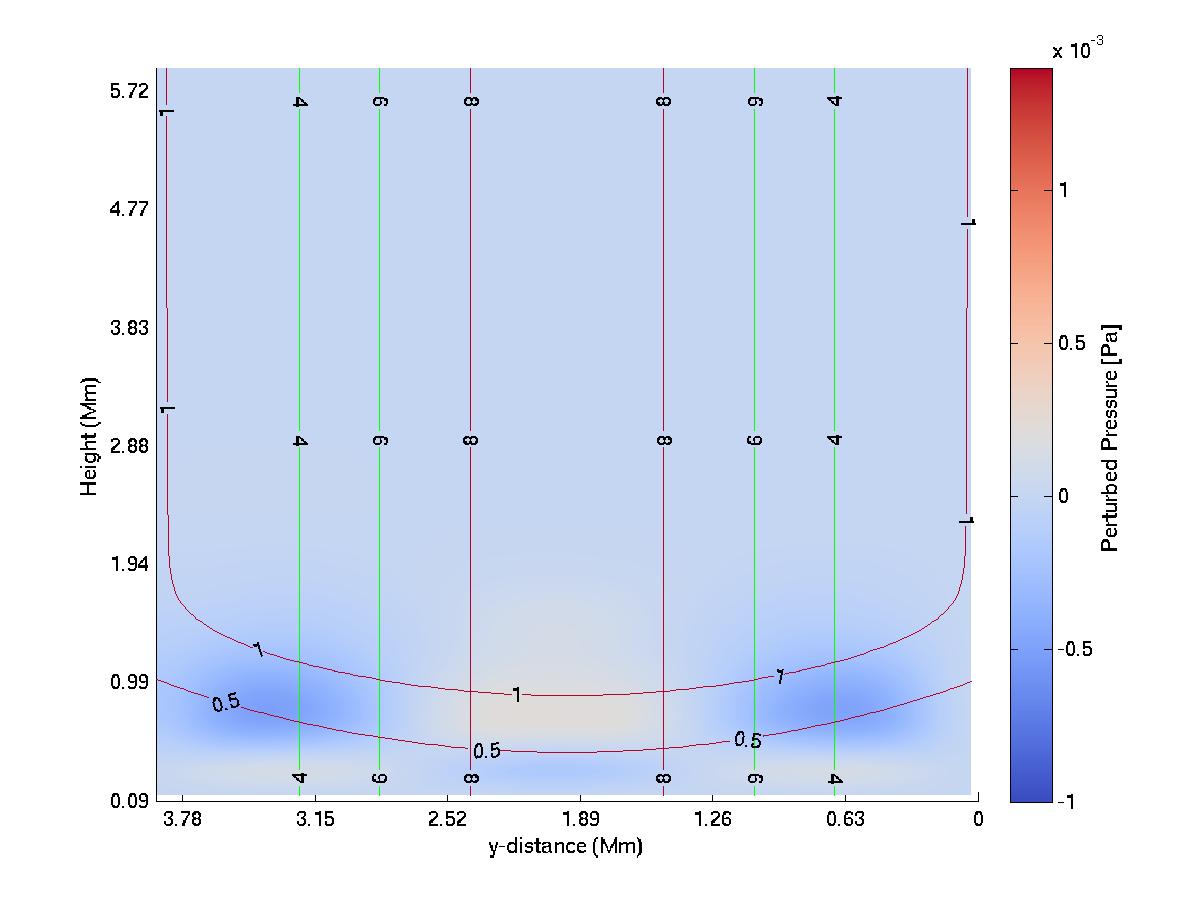 x 10^-3
5.72
4.77
3.83
2.88
1.94
0.99
0.09
Height (Mm)
1 4 6 8 8 6 4
1
1 4 6 8 8 6 4
1
1 1 1
0.5 0.5 0.5
4 6 8 8 6 4
3.78 3.15 2.52 1.89 1.26 0.63 0
y-distance (Mm)
1
0.5
0
-0.5
-1
Perturbed Pressure [Pa]